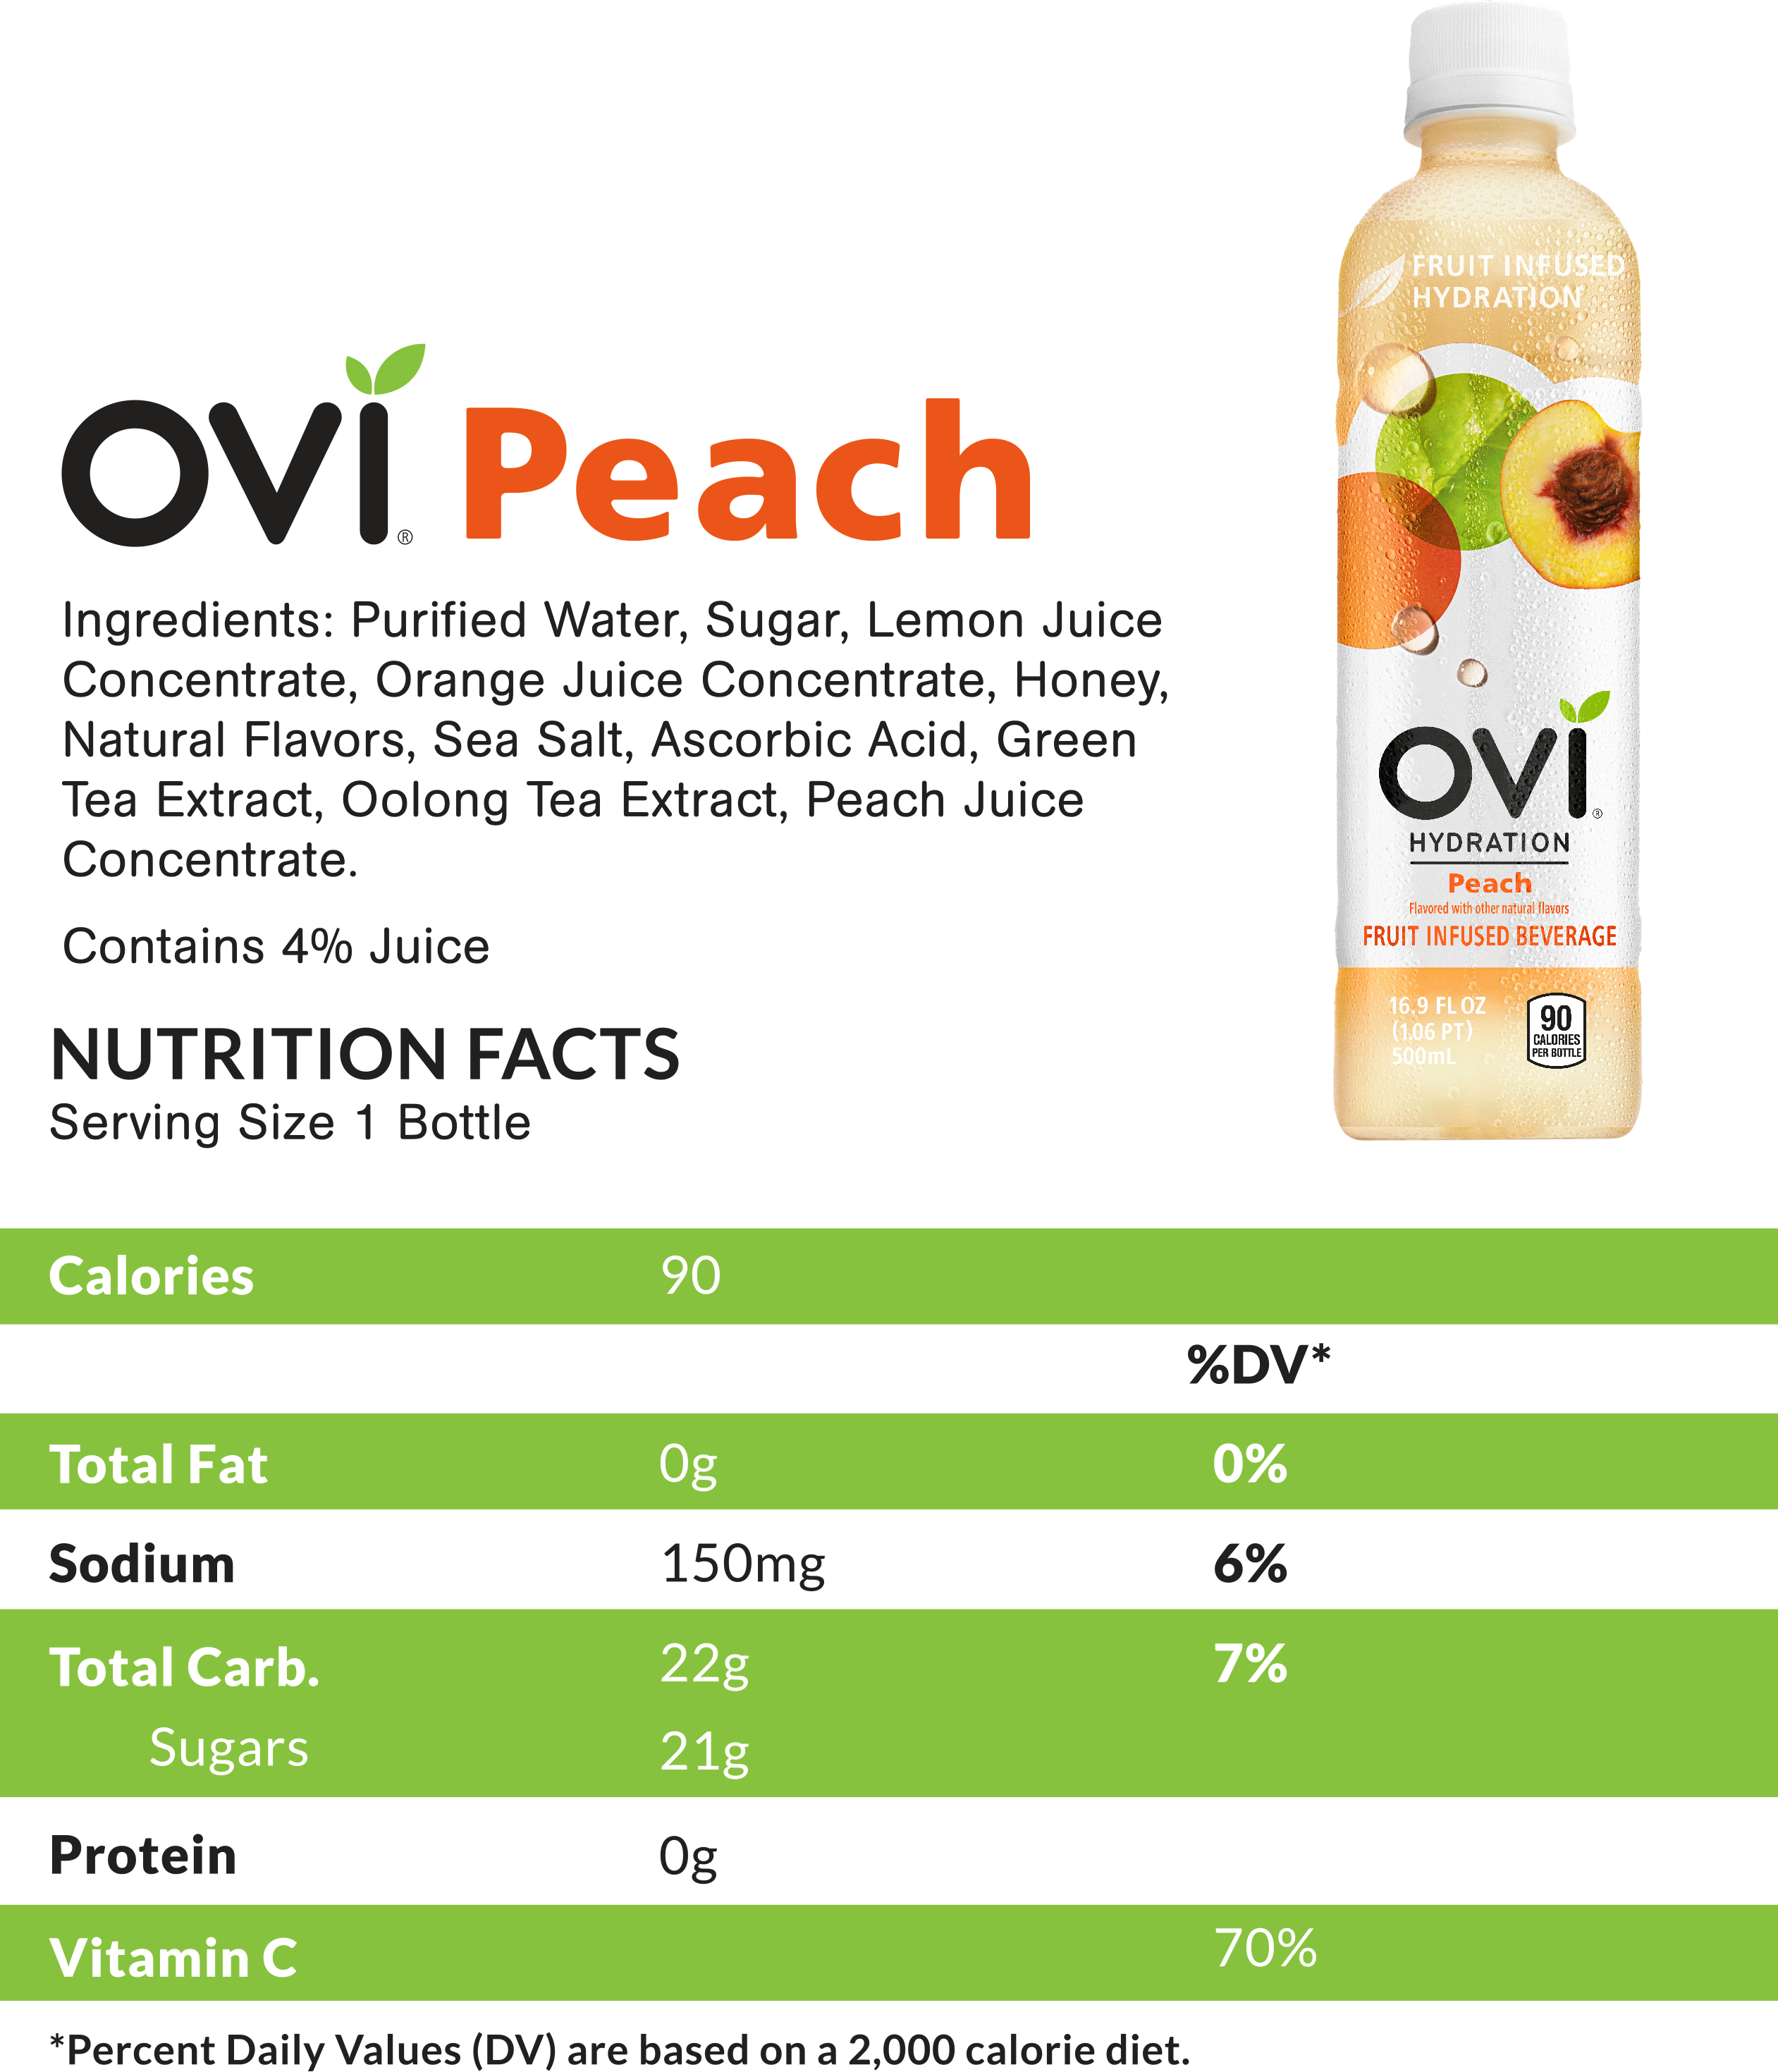 OVI® Peach
Ingredients: Purified Water, Sugar, Lemon Juice
Concentrate, Orange Juice Concentrate, Honey,
Natural Flavors, Sea Salt, Ascorbic Acid, Green
Tea Extract, Oolong Tea Extract, Peach Juice
Concentrate.
Contains 4% Juice
NUTRITION FACTS
Serving Size 1 Bottle
FRUIT INFUSED
HYDRATION
OVI®
HYDRATION
Peach
Flavored with other natural flavors
FRUIT INFUSED BEVERAGE
16.9 FL OZ
(1.06 PT)
500mL
90
CALORIES
PER BOTTLE
Calories 90
%DV*
Total Fat 0g 0%
Sodium 150mg 6%
Total Carb. 22g 7%
Sugars 21g
Protein 0g
Vitamin C 70%
*Percent Daily Values (DV) are based on a 2,000 calorie diet.